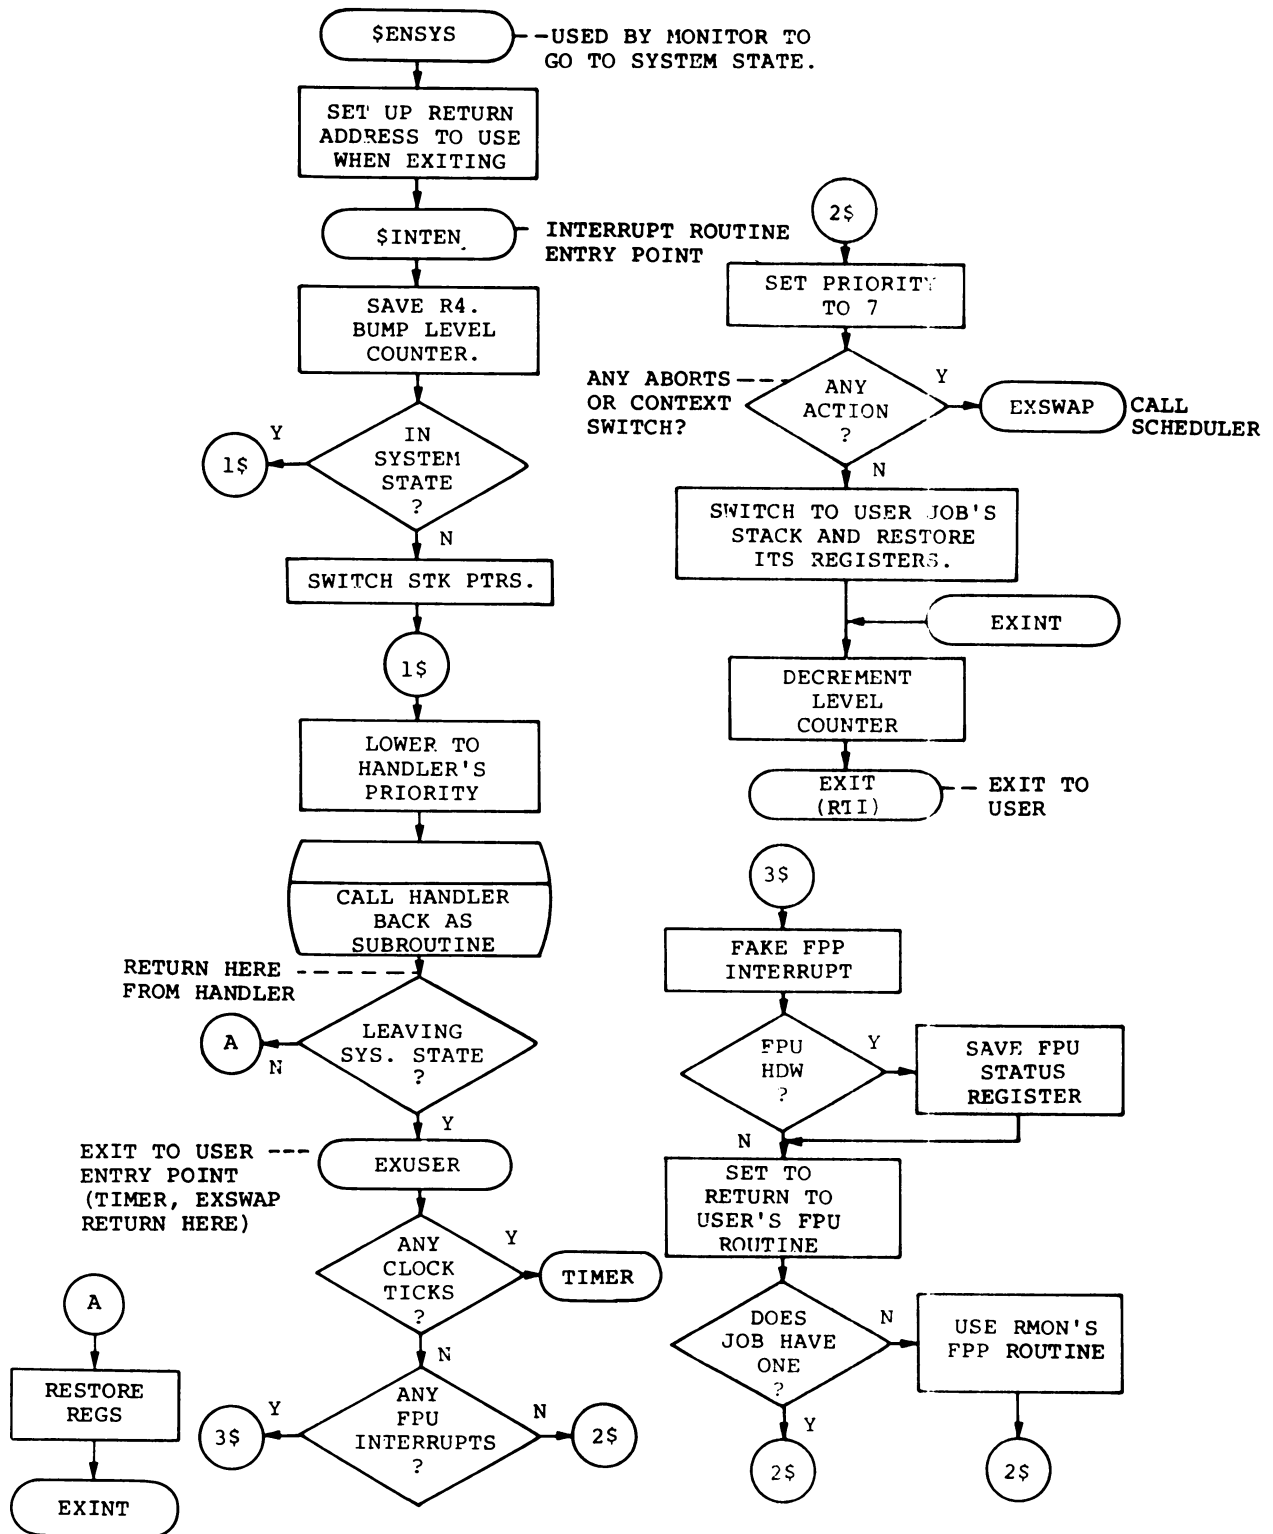 $ENSYS
--USED BY MONITOR TO
GO TO SYSTEM STATE.
SET UP RETURN
ADDRESS TO USE
WHEN EXITING
$INTEN
INTERRUPT ROUTINE
ENTRY POINT
SAVE R4.
BUMP LEVEL
COUNTER.
IN
SYSTEM
STATE
?
Y
1$
N
SWITCH STK PTRS.
1$
LOWER TO
HANDLER'S
PRIORITY
CALL HANDLER
BACK AS
SUBROUTINE
RETURN HERE ----
FROM HANDLER
LEAVING
SYS. STATE
?
A
N
Y
EXIT TO USER ---
ENTRY POINT
(TIMER, EXSWAP
RETURN HERE)
EXUSER
ANY
CLOCK
TICKS
?
Y
TIMER
N
ANY
FPU
INTERRUPTS
?
Y
3$
N
2$
A
RESTORE
REGS
EXINT
2$
SET PRIORITY
TO 7
ANY ABORTS ---
OR CONTEXT
SWITCH?
ANY
ACTION
?
Y
EXSWAP
CALL
SCHEDULER
N
SWITCH TO USER JOB'S
STACK AND RESTORE
ITS REGISTERS.
EXINT
DECREMENT
LEVEL
COUNTER
EXIT
(RTI)
-- EXIT TO
USER
3$
FAKE FPP
INTERRUPT
FPU
HDW
?
Y
SAVE FPU
STATUS
REGISTER
N
SET TO
RETURN TO
USER'S FPU
ROUTINE
DOES
JOB HAVE
ONE
?
N
USE RMON'S
FPP ROUTINE
Y
2$
2$